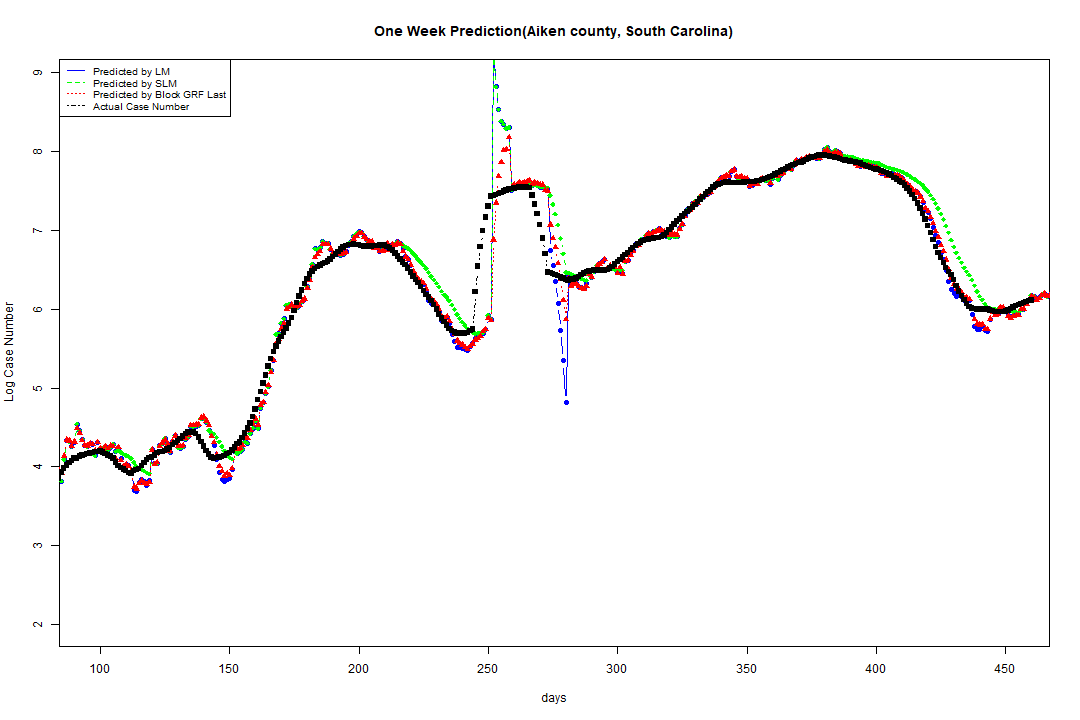 One Week Prediction(Aiken county, South Carolina)
Predicted by LM
Predicted by SLM
Predicted by Block GRF Last
Actual Case Number
9
8
7
6
5
4
3
2
Log Case Number
100 150 200 250 300 350 400 450
days